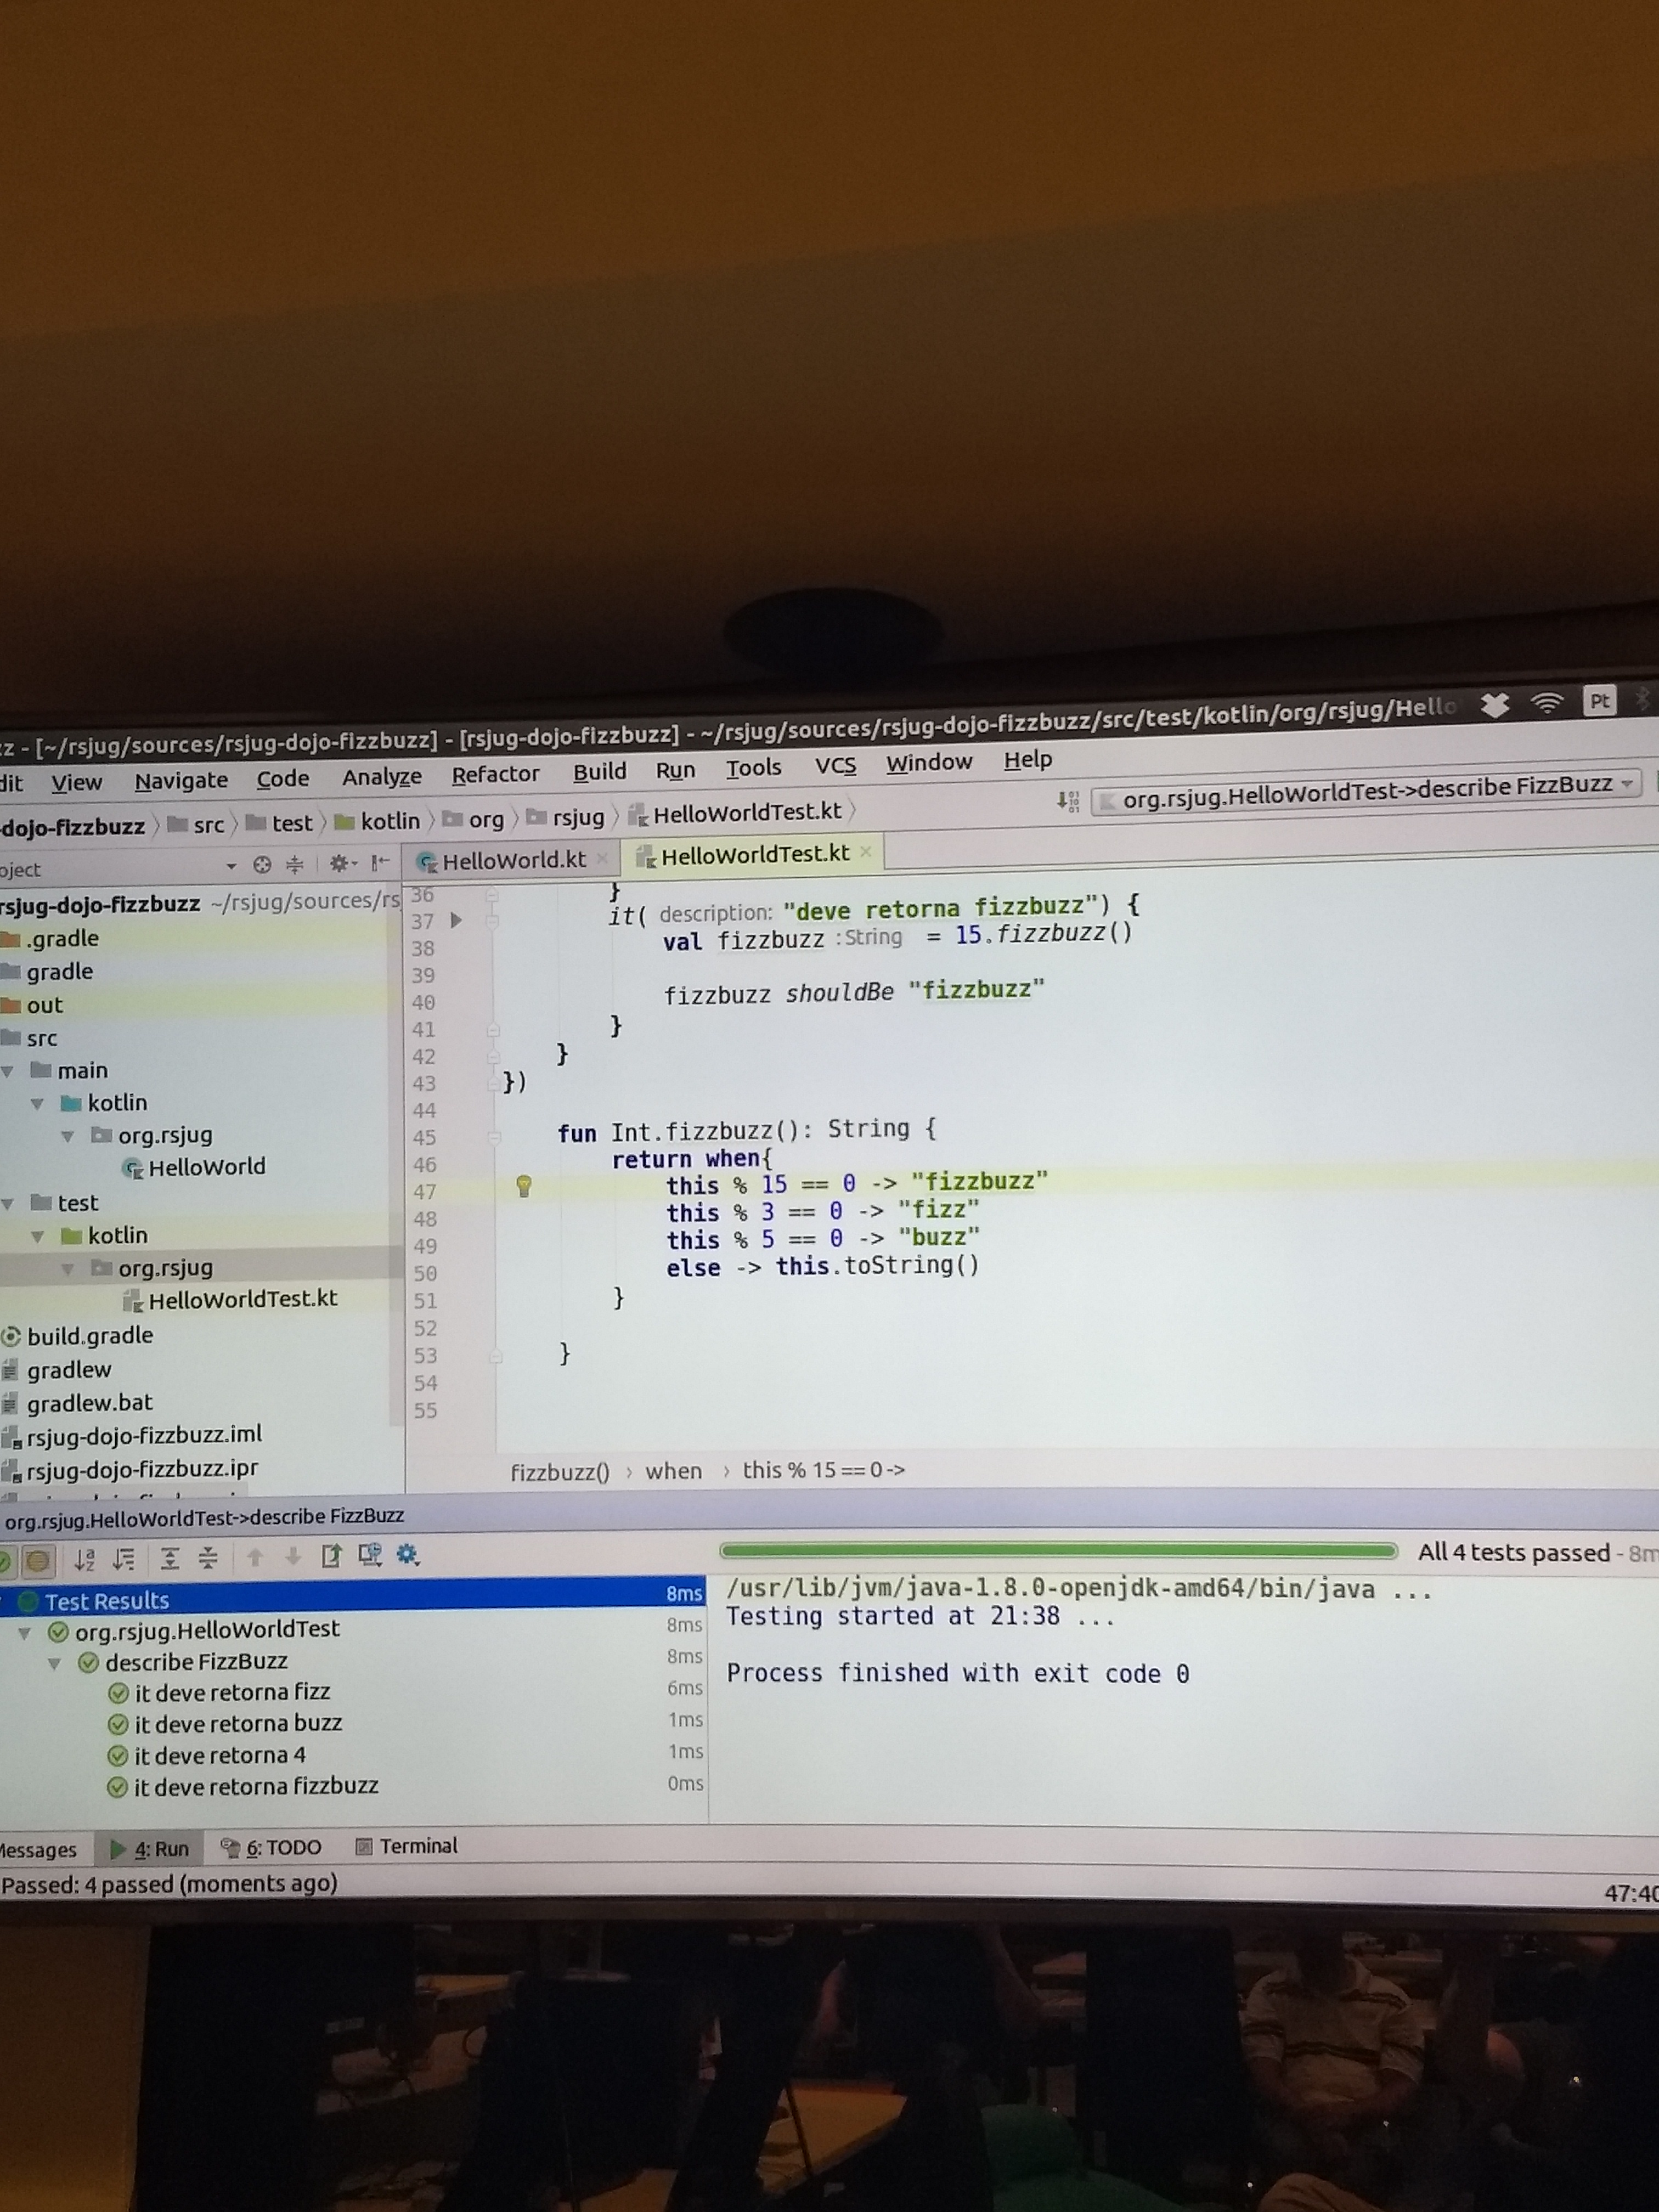 zz - [~/rsjug/sources/rsjug-dojo-fizzbuzz] - [rsjug-dojo-fizzbuzz] - ~/rsjug/sources/rsjug-dojo-fizzbuzz/src/test/kotlin/org/rsjug/Hello Pt
dit View Navigate Code Analyze Refactor Build Run Tools VCS Window Help
-dojo-fizzbuzz src test kotlin org rsjug HelloWorldTest.kt org.rsjug.HelloWorldTest->describe FizzBuzz
oject
HelloWorld.kt HelloWorldTest.kt
rsjug-dojo-fizzbuzz ~/rsjug/sources/rs
.gradle
gradle
out
src
main
kotlin
org.rsjug
HelloWorld
test
kotlin
org.rsjug
HelloWorldTest.kt
build.gradle
gradlew
gradlew.bat
rsjug-dojo-fizzbuzz.iml
rsjug-dojo-fizzbuzz.ipr
36 }
37 it( description: "deve retorna fizzbuzz") {
38 val fizzbuzz :String = 15.fizzbuzz()
39
40 fizzbuzz shouldBe "fizzbuzz"
41 }
42 }
43 })
44
45 fun Int.fizzbuzz(): String {
46 return when{
47 this % 15 == 0 -> "fizzbuzz"
48 this % 3 == 0 -> "fizz"
49 this % 5 == 0 -> "buzz"
50 else -> this.toString()
51 }
52
53 }
54
55
fizzbuzz() › when › this % 15 == 0 ->
org.rsjug.HelloWorldTest->describe FizzBuzz
All 4 tests passed - 8m
Test Results 8ms
org.rsjug.HelloWorldTest 8ms
describe FizzBuzz 8ms
it deve retorna fizz 6ms
it deve retorna buzz 1ms
it deve retorna 4 1ms
it deve retorna fizzbuzz 0ms
/usr/lib/jvm/java-1.8.0-openjdk-amd64/bin/java ...
Testing started at 21:38 ...
Process finished with exit code 0
Messages 4: Run 6: TODO Terminal
Passed: 4 passed (moments ago) 47:40